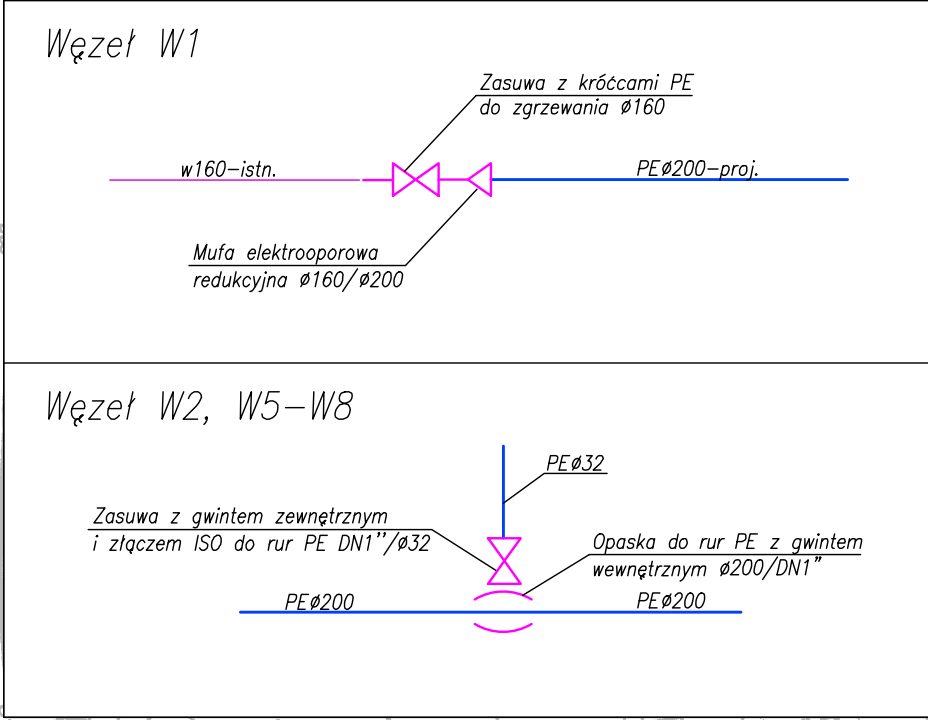 Węzeł W1
Zasuwa z króćcami PE
do zgrzewania ø160
w160-istn.
PEø200-proj.
Mufa elektrooporowa
redukcyjna ø160/ø200
Węzeł W2, W5-W8
PEø32
Zasuwa z gwintem zewnętrznym
i złączem ISO do rur PE DN1''/ø32
Opaska do rur PE z gwintem
wewnętrznym ø200/DN1"
PEø200
PEø200